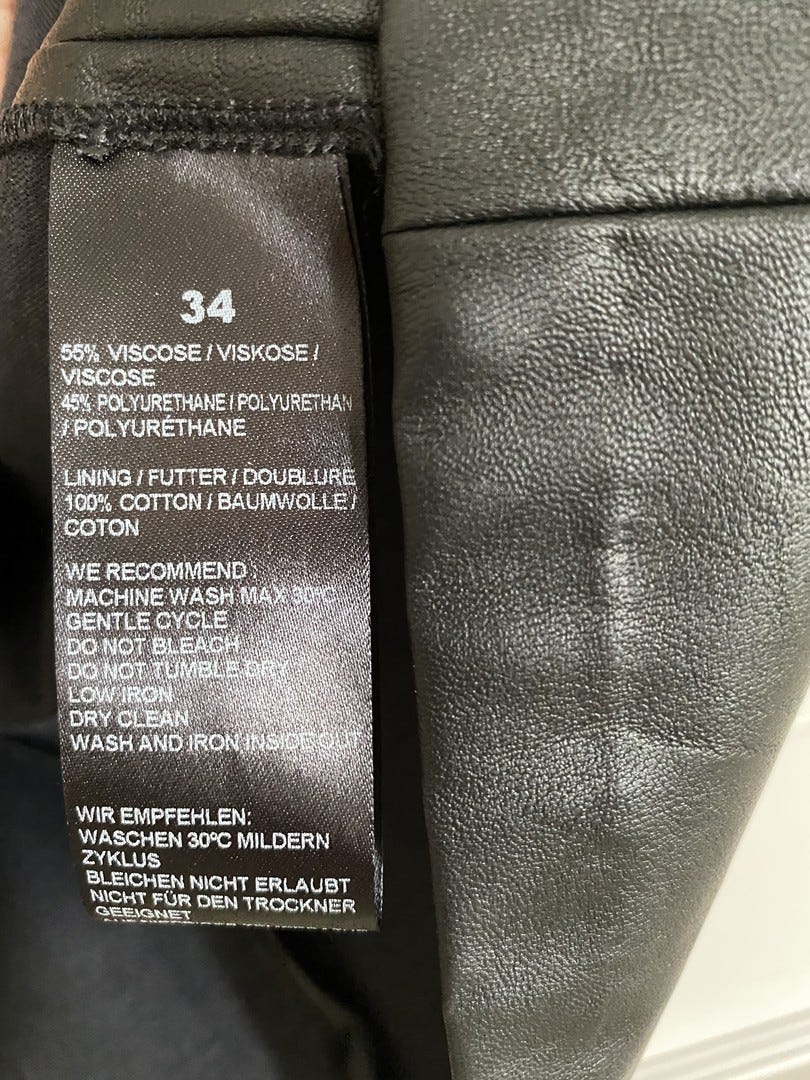 34
55% VISCOSE / VISKOSE /
VISCOSE
45% POLYURETHANE / POLYURETHAN
/ POLYURETHANE
LINING / FUTTER / DOUBLURE
100% COTTON / BAUMWOLLE /
COTON
WE RECOMMEND
MACHINE WASH MAX 30ºC
GENTLE CYCLE
DO NOT BLEACH
DO NOT TUMBLE DRY
LOW IRON
DRY CLEAN
WASH AND IRON INSIDE OUT
WIR EMPFEHLEN:
WASCHEN 30ºC MILDERN
ZYKLUS
BLEICHEN NICHT ERLAUBT
NICHT FÜR DEN TROCKNER
GEEIGNET